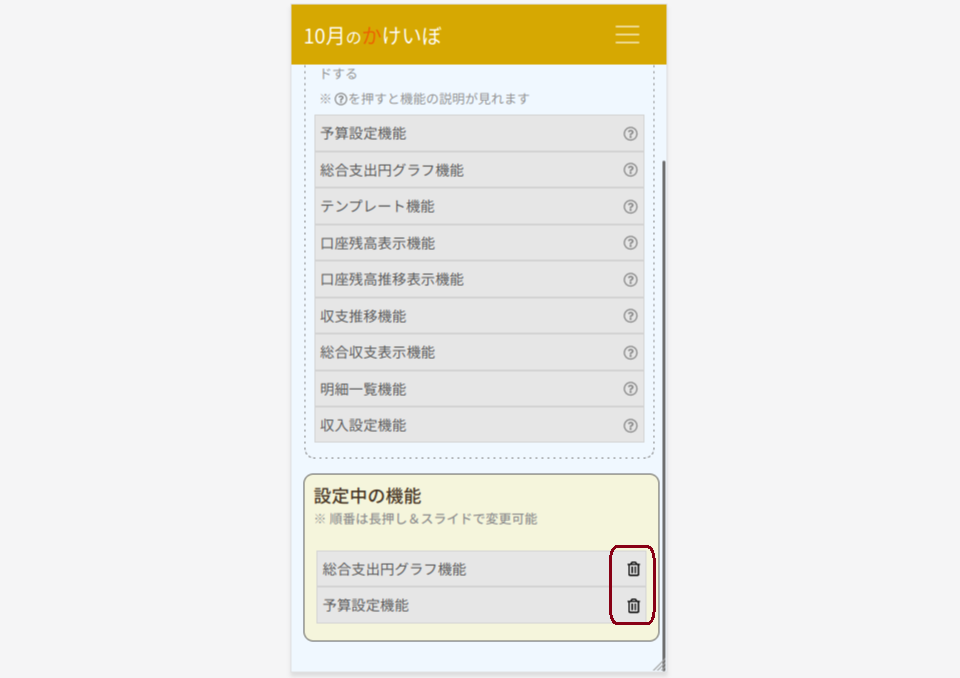 10月のかけいぼ
ドする
※ ?を押すと機能の説明が見れます
予算設定機能 ?
総合支出円グラフ機能 ?
テンプレート機能 ?
口座残高表示機能 ?
口座残高推移表示機能 ?
収支推移機能 ?
総合収支表示機能 ?
明細一覧機能 ?
収入設定機能 ?
設定中の機能
※ 順番は長押し＆スライドで変更可能
総合支出円グラフ機能
予算設定機能